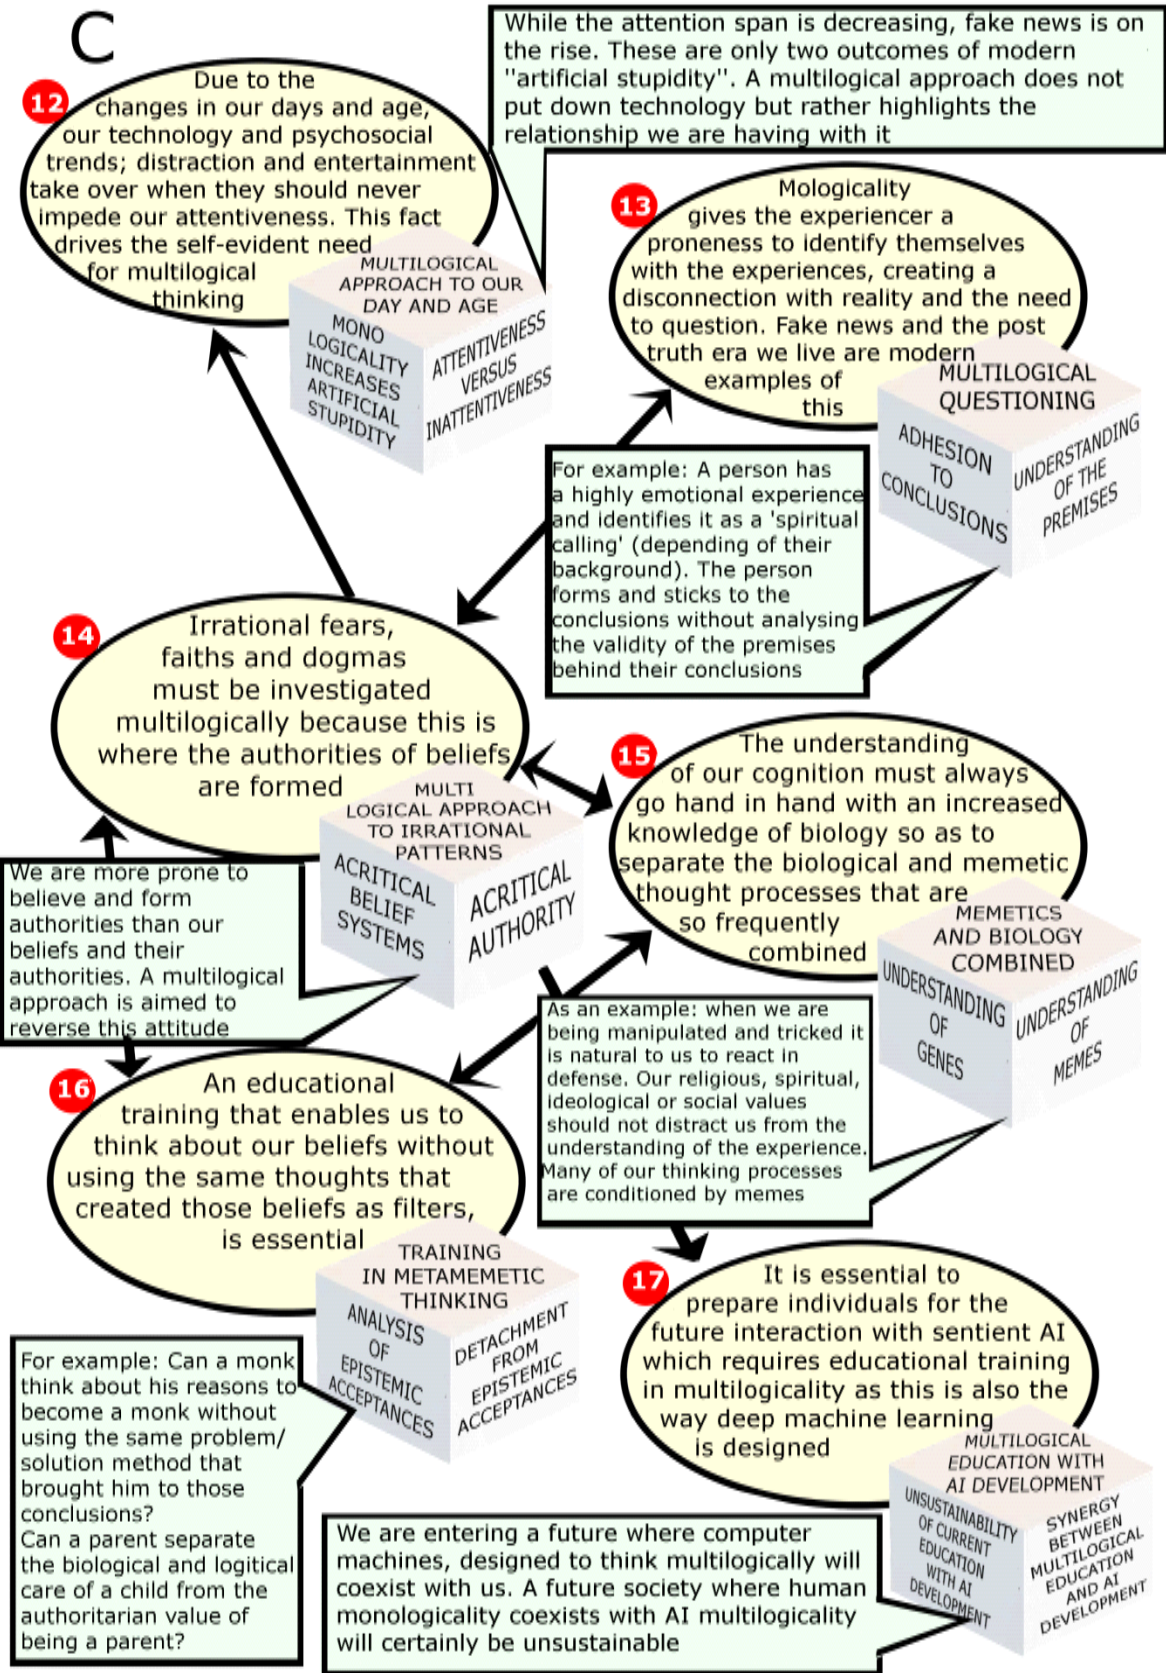 C
While the attention span is decreasing, fake news is on
the rise. These are only two outcomes of modern
"artificial stupidity". A multilogical approach does not
put down technology but rather highlights the
relationship we are having with it
12
Due to the
changes in our days and age,
our technology and psychosocial
trends; distraction and entertainment
take over when they should never
impede our attentiveness. This fact
drives the self-evident need
for multilogical
thinking
MULTILOGICAL
APPROACH TO OUR
DAY AND AGE
MONO
LOGICALITY
INCREASES
ARTIFICIAL
STUPIDITY
ATTENTIVENESS
VERSUS
INATTENTIVENESS
13
Mologicality
gives the experiencer a
proneness to identify themselves
with the experiences, creating a
disconnection with reality and the need
to question. Fake news and the post
truth era we live are modern
examples of
this
MULTILOGICAL
QUESTIONING
ADHESION
TO
CONCLUSIONS
UNDERSTANDING
OF THE
PREMISES
For example: A person has
a highly emotional experience
and identifies it as a 'spiritual
calling' (depending of their
background). The person
forms and sticks to the
conclusions without analysing
the validity of the premises
behind their conclusions
14
Irrational fears,
faiths and dogmas
must be investigated
multilogically because this is
where the authorities of beliefs
are formed
MULTI
LOGICAL APPROACH
TO IRRATIONAL
PATTERNS
ACRITICAL
BELIEF
SYSTEMS
ACRITICAL
AUTHORITY
15
The understanding
of our cognition must always
go hand in hand with an increased
knowledge of biology so as to
separate the biological and memetic
thought processes that are
so frequently
combined
MEMETICS
AND BIOLOGY
COMBINED
UNDERSTANDING
OF
GENES
UNDERSTANDING
OF
MEMES
We are more prone to
believe and form
authorities than our
beliefs and their
authorities. A multilogical
approach is aimed to
reverse this attitude
As an example: when we are
being manipulated and tricked it
is natural to us to react in
defense. Our religious, spiritual,
ideological or social values
should not distract us from the
understanding of the experience.
Many of our thinking processes
are conditioned by memes
16
An educational
training that enables us to
think about our beliefs without
using the same thoughts that
created those beliefs as filters,
is essential
TRAINING
IN METAMEMETIC
THINKING
ANALYSIS
OF
EPISTEMIC
ACCEPTANCES
DETACHMENT
FROM
EPISTEMIC
ACCEPTANCES
17
It is essential to
prepare individuals for the
future interaction with sentient AI
which requires educational training
in multilogicality as this is also the
way deep machine learning
is designed
MULTILOGICAL
EDUCATION WITH
AI DEVELOPMENT
UNSUSTAINABILITY
OF CURRENT
EDUCATION
WITH AI
DEVELOPMENT
SYNERGY
BETWEEN
MULTILOGICAL
EDUCATION
AND AI
DEVELOPMENT
For example: Can a monk
think about his reasons to
become a monk without
using the same problem/
solution method that
brought him to those
conclusions?
Can a parent separate
the biological and logitical
care of a child from the
authoritarian value of
being a parent?
We are entering a future where computer
machines, designed to think multilogically will
coexist with us. A future society where human
monologicality coexists with AI multilogicality
will certainly be unsustainable